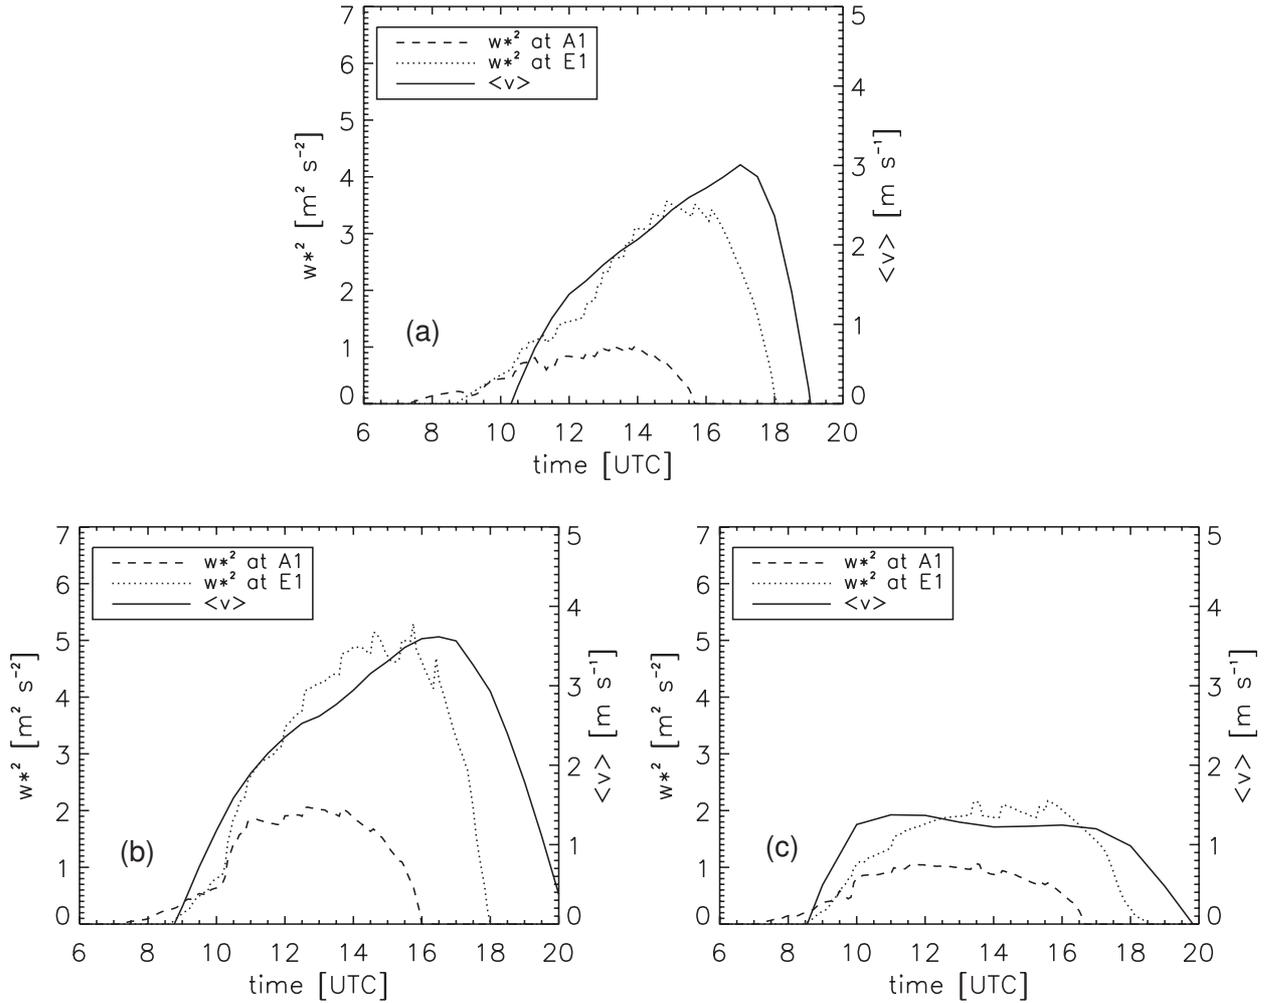 7
6
5
4
3
2
1
0
w*² at A1
w*² at E1
<v>
5
4
3
2
1
0
w*² [m² s⁻²]
<v> [m s⁻¹]
(a)
6 8 10 12 14 16 18 20
time [UTC]
7
6
5
4
3
2
1
0
w*² at A1
w*² at E1
<v>
5
4
3
2
1
0
w*² [m² s⁻²]
<v> [m s⁻¹]
(b)
6 8 10 12 14 16 18 20
time [UTC]
7
6
5
4
3
2
1
0
w*² at A1
w*² at E1
<v>
5
4
3
2
1
0
w*² [m² s⁻²]
<v> [m s⁻¹]
(c)
6 8 10 12 14 16 18 20
time [UTC]